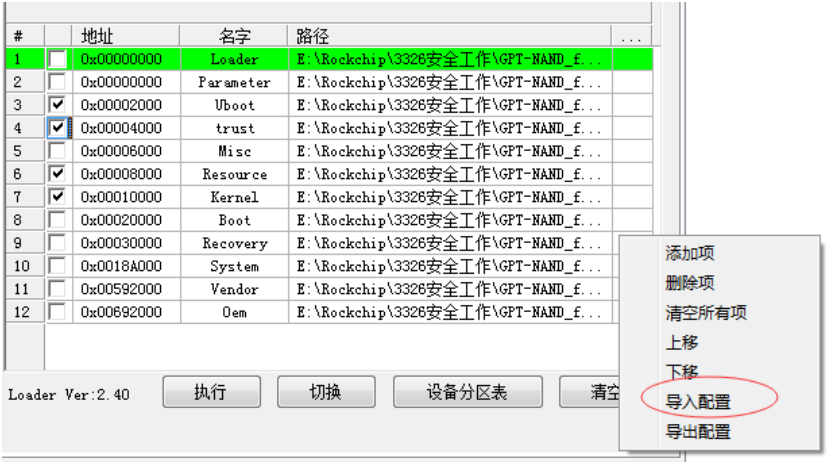 # 地址 名字 路径 ...
1 0x00000000 Loader E:\Rockchip\3326安全工作\GPT-NAND_f...
2 0x00000000 Parameter E:\Rockchip\3326安全工作\GPT-NAND_f...
3 0x00002000 Uboot E:\Rockchip\3326安全工作\GPT-NAND_f...
4 0x00004000 trust E:\Rockchip\3326安全工作\GPT-NAND_f...
5 0x00006000 Misc E:\Rockchip\3326安全工作\GPT-NAND_f...
6 0x00008000 Resource E:\Rockchip\3326安全工作\GPT-NAND_f...
7 0x00010000 Kernel E:\Rockchip\3326安全工作\GPT-NAND_f...
8 0x00020000 Boot E:\Rockchip\3326安全工作\GPT-NAND_f...
9 0x00030000 Recovery E:\Rockchip\3326安全工作\GPT-NAND_f...
10 0x0018A000 System E:\Rockchip\3326安全工作\GPT-NAND_f...
11 0x00592000 Vendor E:\Rockchip\3326安全工作\GPT-NAND_f...
12 0x00692000 Oem E:\Rockchip\3326安全工作\GPT-NAND_f...
添加项
删除项
清空所有项
上移
下移
导入配置
导出配置
Loader Ver:2.40 执行 切换 设备分区表 清空